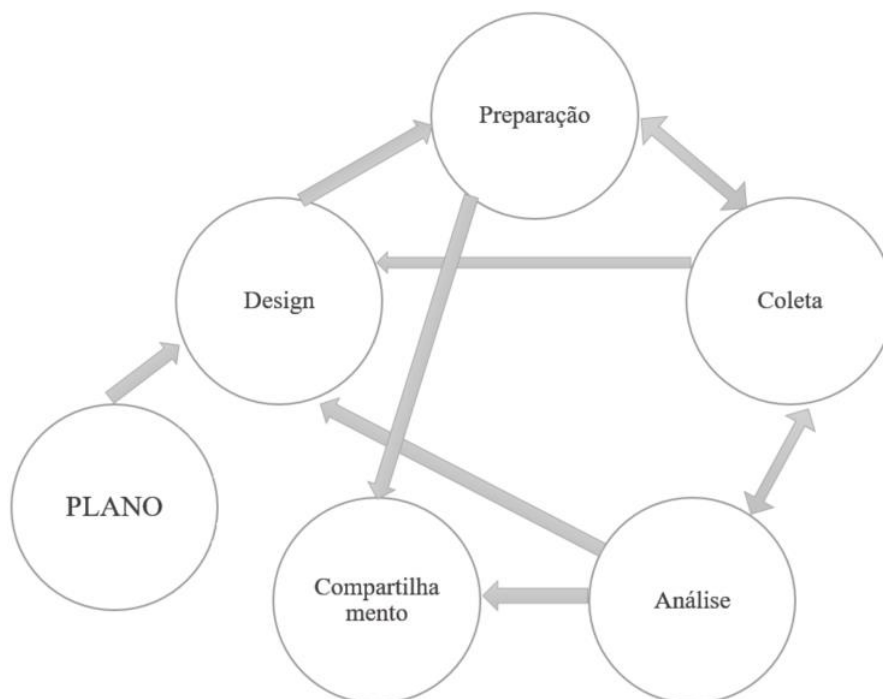 Preparação
Design
Coleta
PLANO
Compartilha
mento
Análise